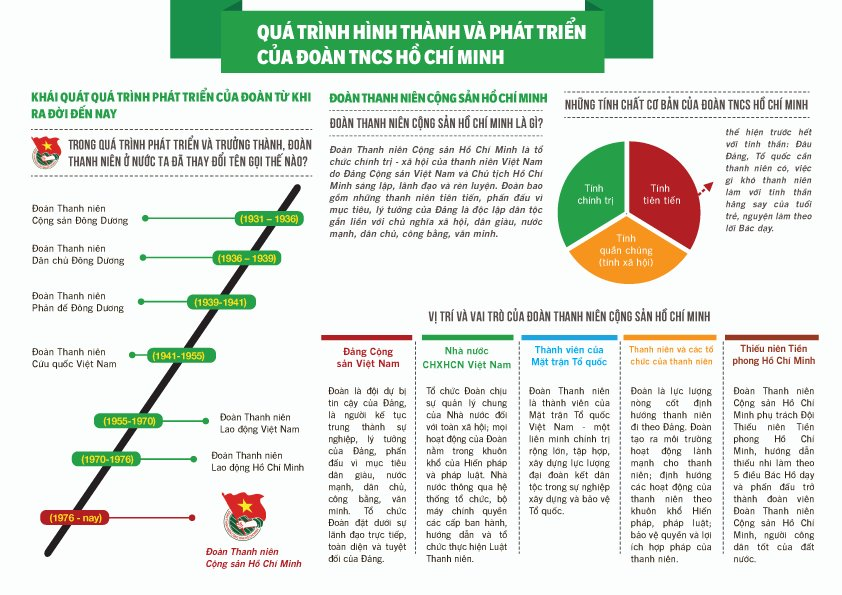 QUÁ TRÌNH HÌNH THÀNH VÀ PHÁT TRIỂN
CỦA ĐOÀN TNCS HỒ CHÍ MINH
KHÁI QUÁT QUÁ TRÌNH PHÁT TRIỂN CỦA ĐOÀN TỪ KHI
RA ĐỜI ĐẾN NAY
TRONG QUÁ TRÌNH PHÁT TRIỂN VÀ TRƯỞNG THÀNH, ĐOÀN
THANH NIÊN Ở NƯỚC TA ĐÃ THAY ĐỔI TÊN GỌI THẾ NÀO?
Đoàn Thanh niên
Cộng sản Đông Dương
(1931 – 1936)
Đoàn Thanh niên
Dân chủ Đông Dương
(1936 – 1939)
Đoàn Thanh niên
Phản đế Đông Dương
(1939-1941)
Đoàn Thanh niên
Cứu quốc Việt Nam
(1941-1955)
(1955-1970)
Đoàn Thanh niên
Lao động Việt Nam
(1970-1976)
Đoàn Thanh niên
Lao động Hồ Chí Minh
(1976 - nay)
Đoàn Thanh niên
Cộng sản Hồ Chí Minh
ĐOÀN THANH NIÊN CỘNG SẢN HỒ CHÍ MINH
ĐOÀN THANH NIÊN CỘNG SẢN HỒ CHÍ MINH LÀ GÌ?
Đoàn Thanh niên Cộng sản Hồ Chí Minh là tổ
chức chính trị - xã hội của thanh niên Việt Nam
do Đảng Cộng sản Việt Nam và Chủ tịch Hồ Chí
Minh sáng lập, lãnh đạo và rèn luyện. Đoàn bao
gồm những thanh niên tiên tiến, phấn đấu vì
mục tiêu, lý tưởng của Đảng là độc lập dân tộc
gắn liền với chủ nghĩa xã hội, dân giàu, nước
mạnh, dân chủ, công bằng, văn minh.
NHỮNG TÍNH CHẤT CƠ BẢN CỦA ĐOÀN TNCS HỒ CHÍ MINH
Tính
chính trị
Tính
tiên tiến
Tính
quần chúng
(tính xã hội)
thể hiện trước hết
với tinh thần: Đâu
Đảng, Tổ quốc cần
thanh niên có, việc
gì khó thanh niên
làm với tinh thần
hăng say của tuổi
trẻ, nguyện làm theo
lời Bác dạy.
VỊ TRÍ VÀ VAI TRÒ CỦA ĐOÀN THANH NIÊN CỘNG SẢN HỒ CHÍ MINH
Đảng Cộng
sản Việt Nam
Đoàn là đội dự bị
tin cậy của Đảng,
là người kế tục
trung thành sự
nghiệp, lý tưởng
của Đảng, phấn
đấu vì mục tiêu
dân giàu, nước
mạnh, dân chủ,
công bằng, văn
minh. Tổ chức
Đoàn đặt dưới sự
lãnh đạo trực tiếp,
toàn diện và tuyệt
đối của Đảng.
Nhà nước
CHXHCN Việt Nam
Tổ chức Đoàn chịu
sự quản lý chung
của Nhà nước đối
với toàn xã hội; mọi
hoạt động của Đoàn
nằm trong khuôn
khổ của Hiến pháp
và pháp luật. Nhà
nước thông qua hệ
thống tổ chức, bộ
máy chính quyền
các cấp ban hành,
hướng dẫn và tổ
chức thực hiện Luật
Thanh niên.
Thành viên của
Mặt trận Tổ quốc
Đoàn Thanh niên
là thành viên của
Mặt trận Tổ quốc
Việt Nam - một
liên minh chính trị
rộng lớn, tập hợp,
xây dựng lực lượng
đại đoàn kết dân
tộc trong sự nghiệp
xây dựng và bảo vệ
Tổ quốc.
Thanh niên và các tổ
chức của thanh niên
Đoàn là lực lượng
nòng cốt định
hướng thanh niên
đi theo Đảng. Đoàn
tạo ra môi trường
hoạt động lành
mạnh cho thanh
niên; định hướng
các hoạt động của
thanh niên theo
khuôn khổ Hiến
pháp, pháp luật;
bảo vệ quyền và lợi
ích hợp pháp của
thanh niên.
Thiếu niên Tiền
phong Hồ Chí Minh
Đoàn Thanh niên
Cộng sản Hồ Chí
Minh phụ trách Đội
Thiếu niên Tiền
phong Hồ Chí
Minh, hướng dẫn
thiếu nhi làm theo
5 điều Bác Hồ dạy
và phấn đấu trở
thành đoàn viên
Đoàn Thanh niên
Cộng sản Hồ Chí
Minh, người công
dân tốt của đất
nước.